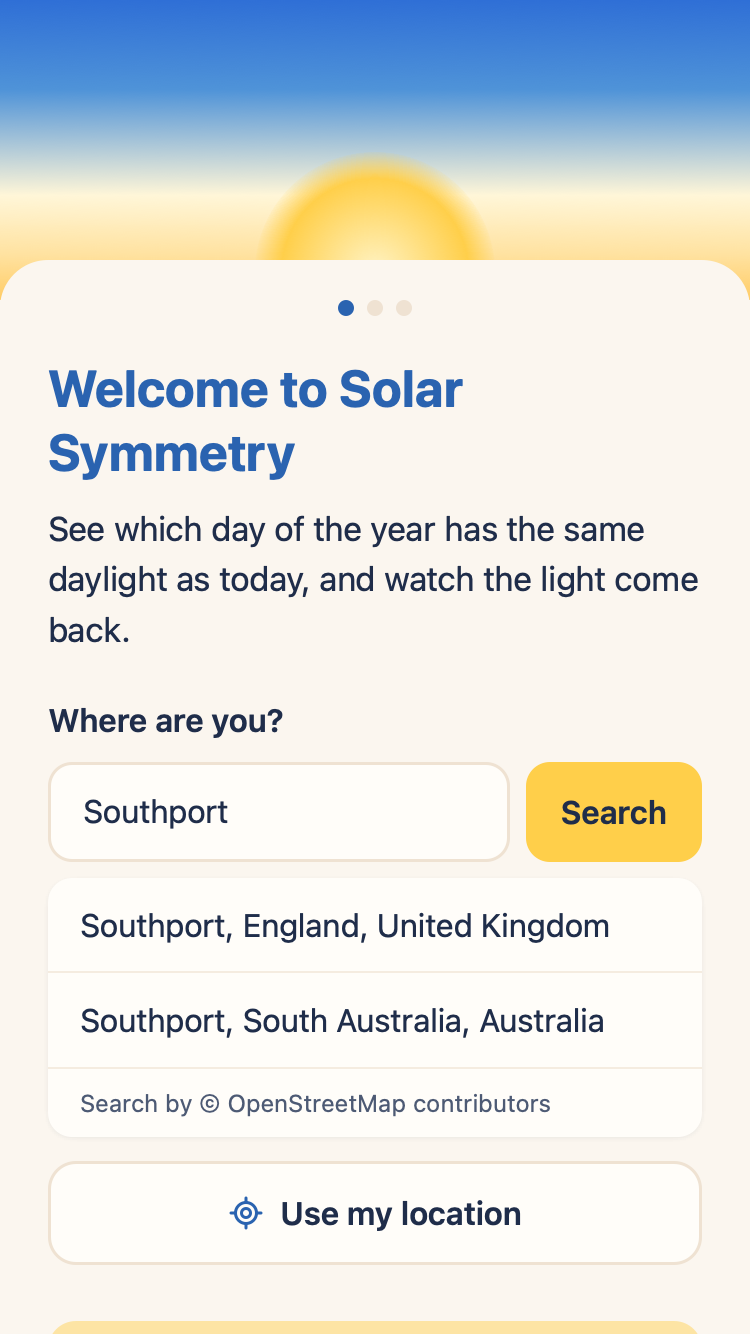 Welcome to Solar
Symmetry
See which day of the year has the same
daylight as today, and watch the light come
back.
Where are you?
Southport
Search
Southport, England, United Kingdom
Southport, South Australia, Australia
Search by © OpenStreetMap contributors
Use my location